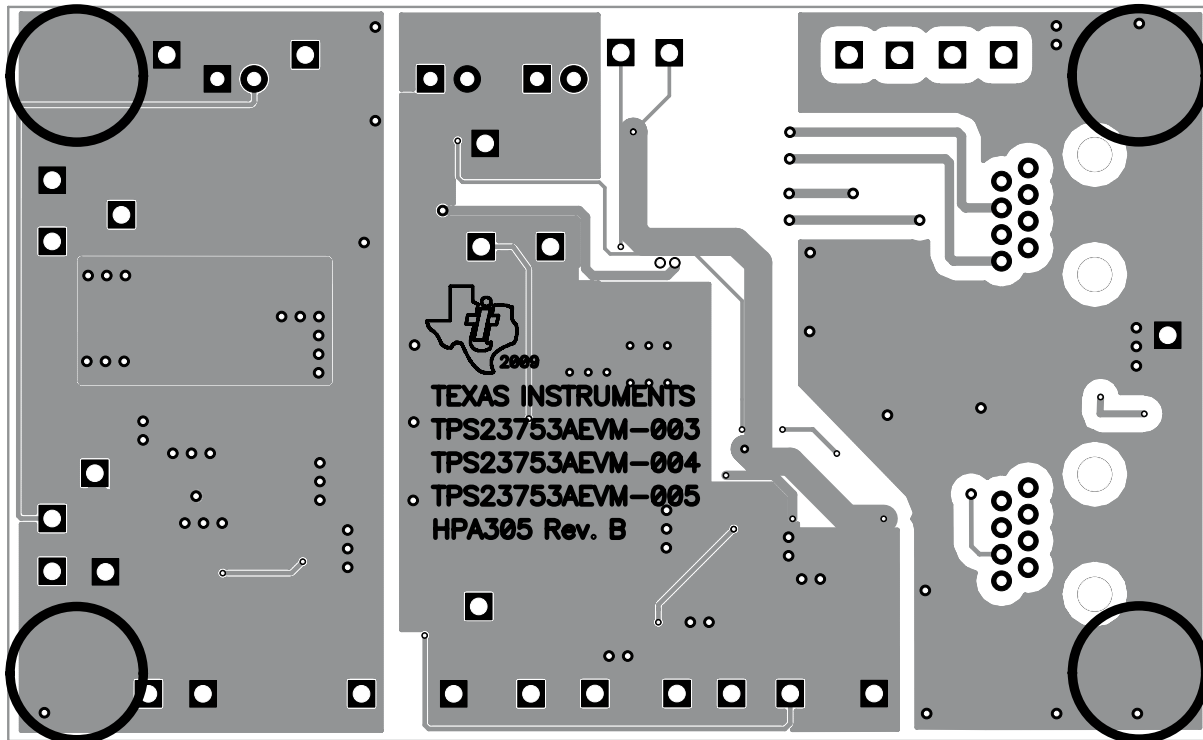 2009
TEXAS INSTRUMENTS
TPS23753AEVM-003
TPS23753AEVM-004
TPS23753AEVM-005
HPA305 Rev. B